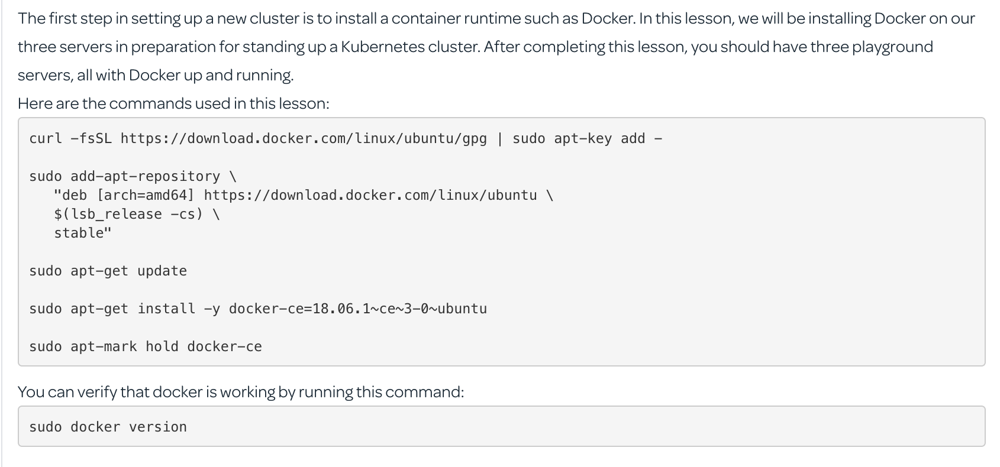 The first step in setting up a new cluster is to install a container runtime such as Docker. In this lesson, we will be installing Docker on our
three servers in preparation for standing up a Kubernetes cluster. After completing this lesson, you should have three playground
servers, all with Docker up and running.
Here are the commands used in this lesson:
curl -fsSL https://download.docker.com/linux/ubuntu/gpg | sudo apt-key add -
sudo add-apt-repository \
"deb [arch=amd64] https://download.docker.com/linux/ubuntu \
$(lsb_release -cs) \
stable"
sudo apt-get update
sudo apt-get install -y docker-ce=18.06.1~ce~3-0~ubuntu
sudo apt-mark hold docker-ce
You can verify that docker is working by running this command:
sudo docker version